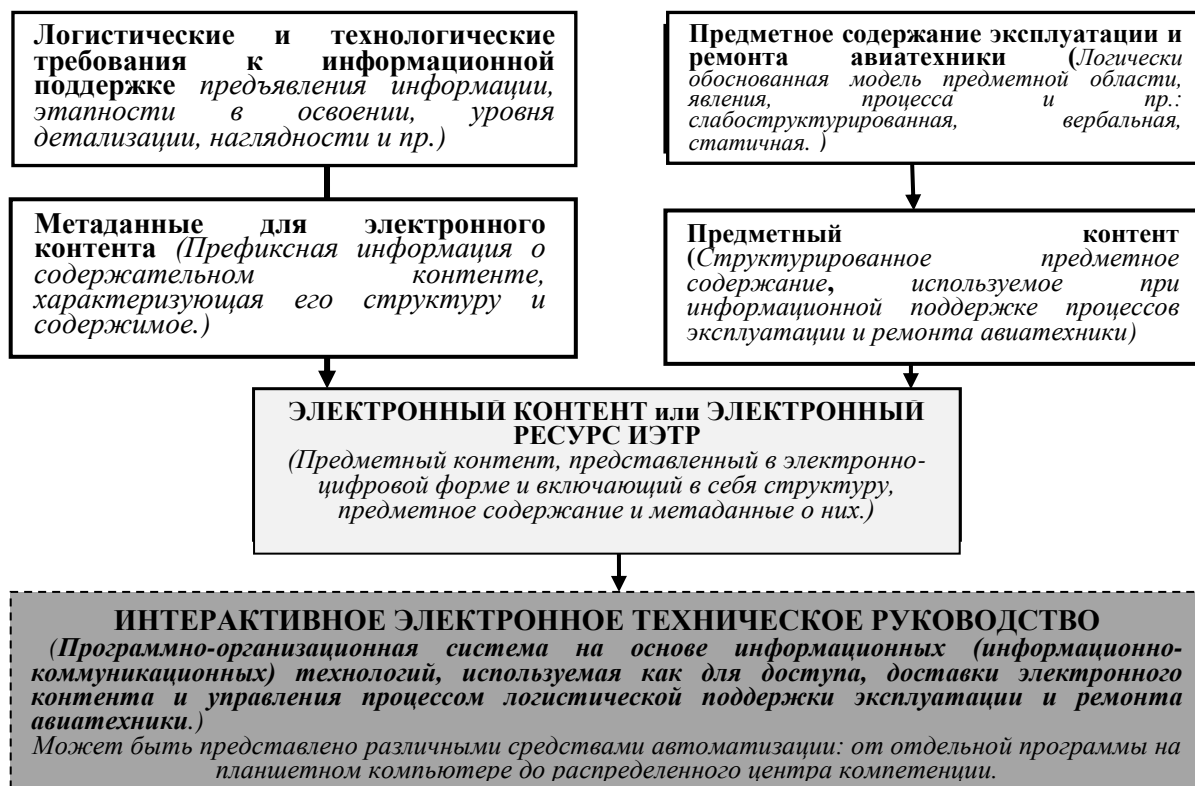 Логистические и технологические
требования к информационной
поддержке предъявления информации,
этапности в освоении, уровня
детализации, наглядности и пр.)
Предметное содержание эксплуатации и
ремонта авиатехники (Логически
обоснованная модель предметной области,
явления, процесса и пр.:
слабоструктурированная, вербальная,
статичная. )
Метаданные для электронного
контента (Префиксная информация о
содержательном контенте,
характеризующая его структуру и
содержимое.)
Предметный контент
(Структурированное предметное
содержание, используемое при
информационной поддержке процессов
эксплуатации и ремонта авиатехники)
ЭЛЕКТРОННЫЙ КОНТЕНТ или ЭЛЕКТРОННЫЙ
РЕСУРС ИЭТР
(Предметный контент, представленный в электронно-
цифровой форме и включающий в себя структуру,
предметное содержание и метаданные о них.)
ИНТЕРАКТИВНОЕ ЭЛЕКТРОННОЕ ТЕХНИЧЕСКОЕ РУКОВОДСТВО
(Программно-организационная система на основе информационных (информационно-
коммуникационных) технологий, используемая как для доступа, доставки электронного
контента и управления процессом логистической поддержки эксплуатации и ремонта
авиатехники.)
Может быть представлено различными средствами автоматизации: от отдельной программы на
планшетном компьютере до распределенного центра компетенции.